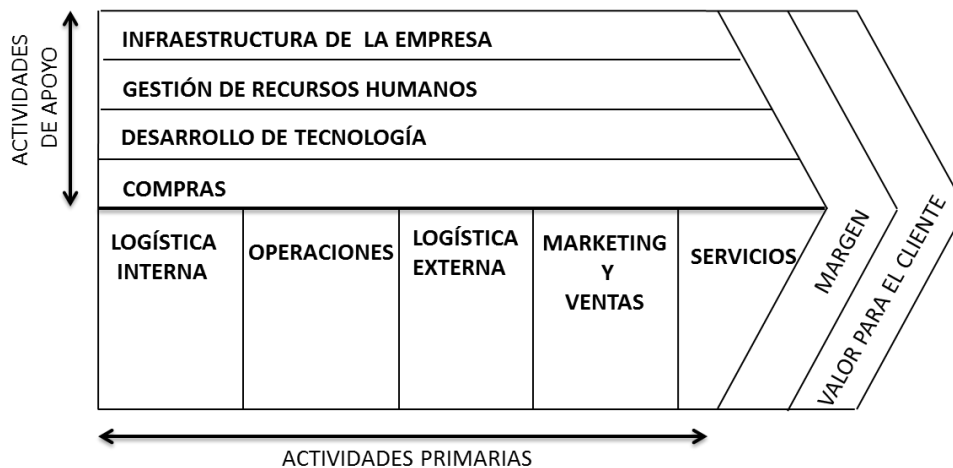 ACTIVIDADES
DE APOYO
INFRAESTRUCTURA DE LA EMPRESA
GESTIÓN DE RECURSOS HUMANOS
DESARROLLO DE TECNOLOGÍA
COMPRAS
LOGÍSTICA
INTERNA
OPERACIONES
LOGÍSTICA
EXTERNA
MARKETING
Y
VENTAS
SERVICIOS
MARGEN
VALOR PARA EL CLIENTE
ACTIVIDADES PRIMARIAS